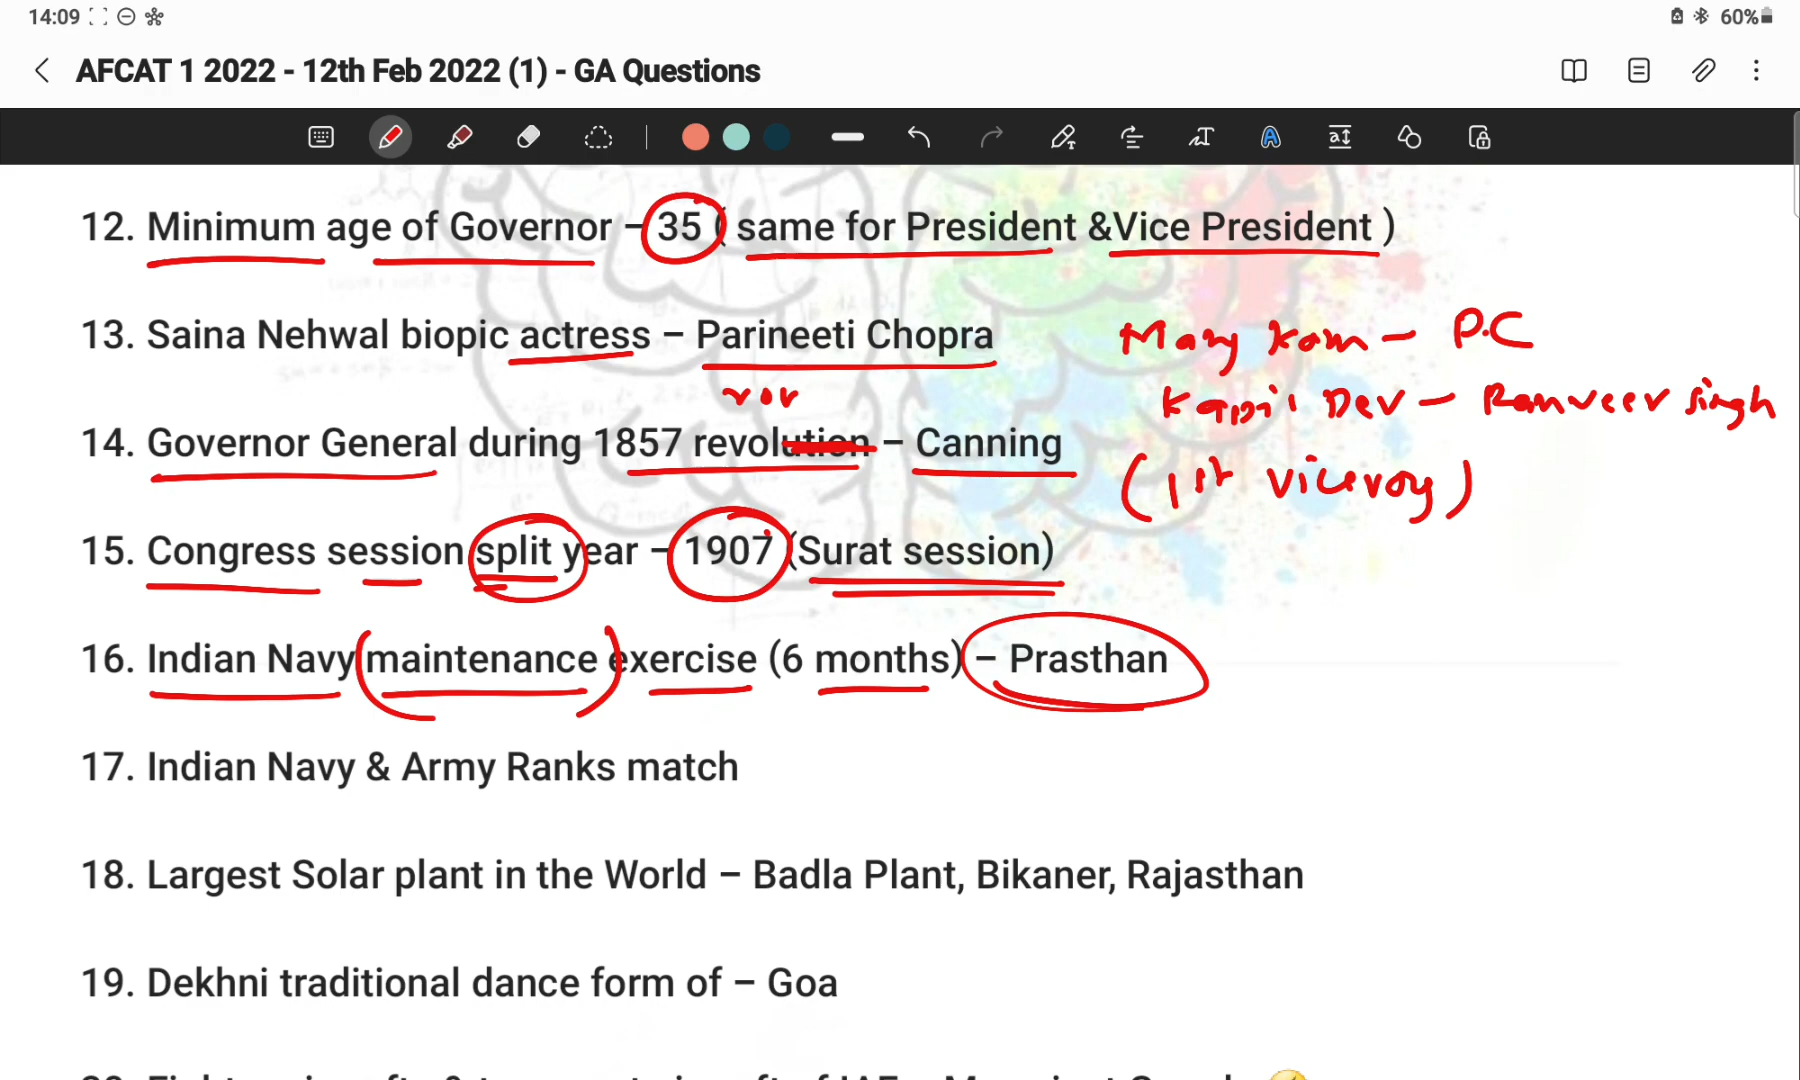 14:09 60%
AFCAT 1 2022 - 12th Feb 2022 (1) - GA Questions
12. Minimum age of Governor – 35 ( same for President &Vice President )
13. Saina Nehwal biopic actress – Parineeti Chopra
Mary Kom – P.C
Kapil Dev – Ranveer Singh
14. Governor General during 1857 revolution – Canning
(1st viceroy)
15. Congress session split year – 1907 (Surat session)
16. Indian Navy maintenance exercise (6 months) – Prasthan
17. Indian Navy & Army Ranks match
18. Largest Solar plant in the World – Badla Plant, Bikaner, Rajasthan
19. Dekhni traditional dance form of – Goa